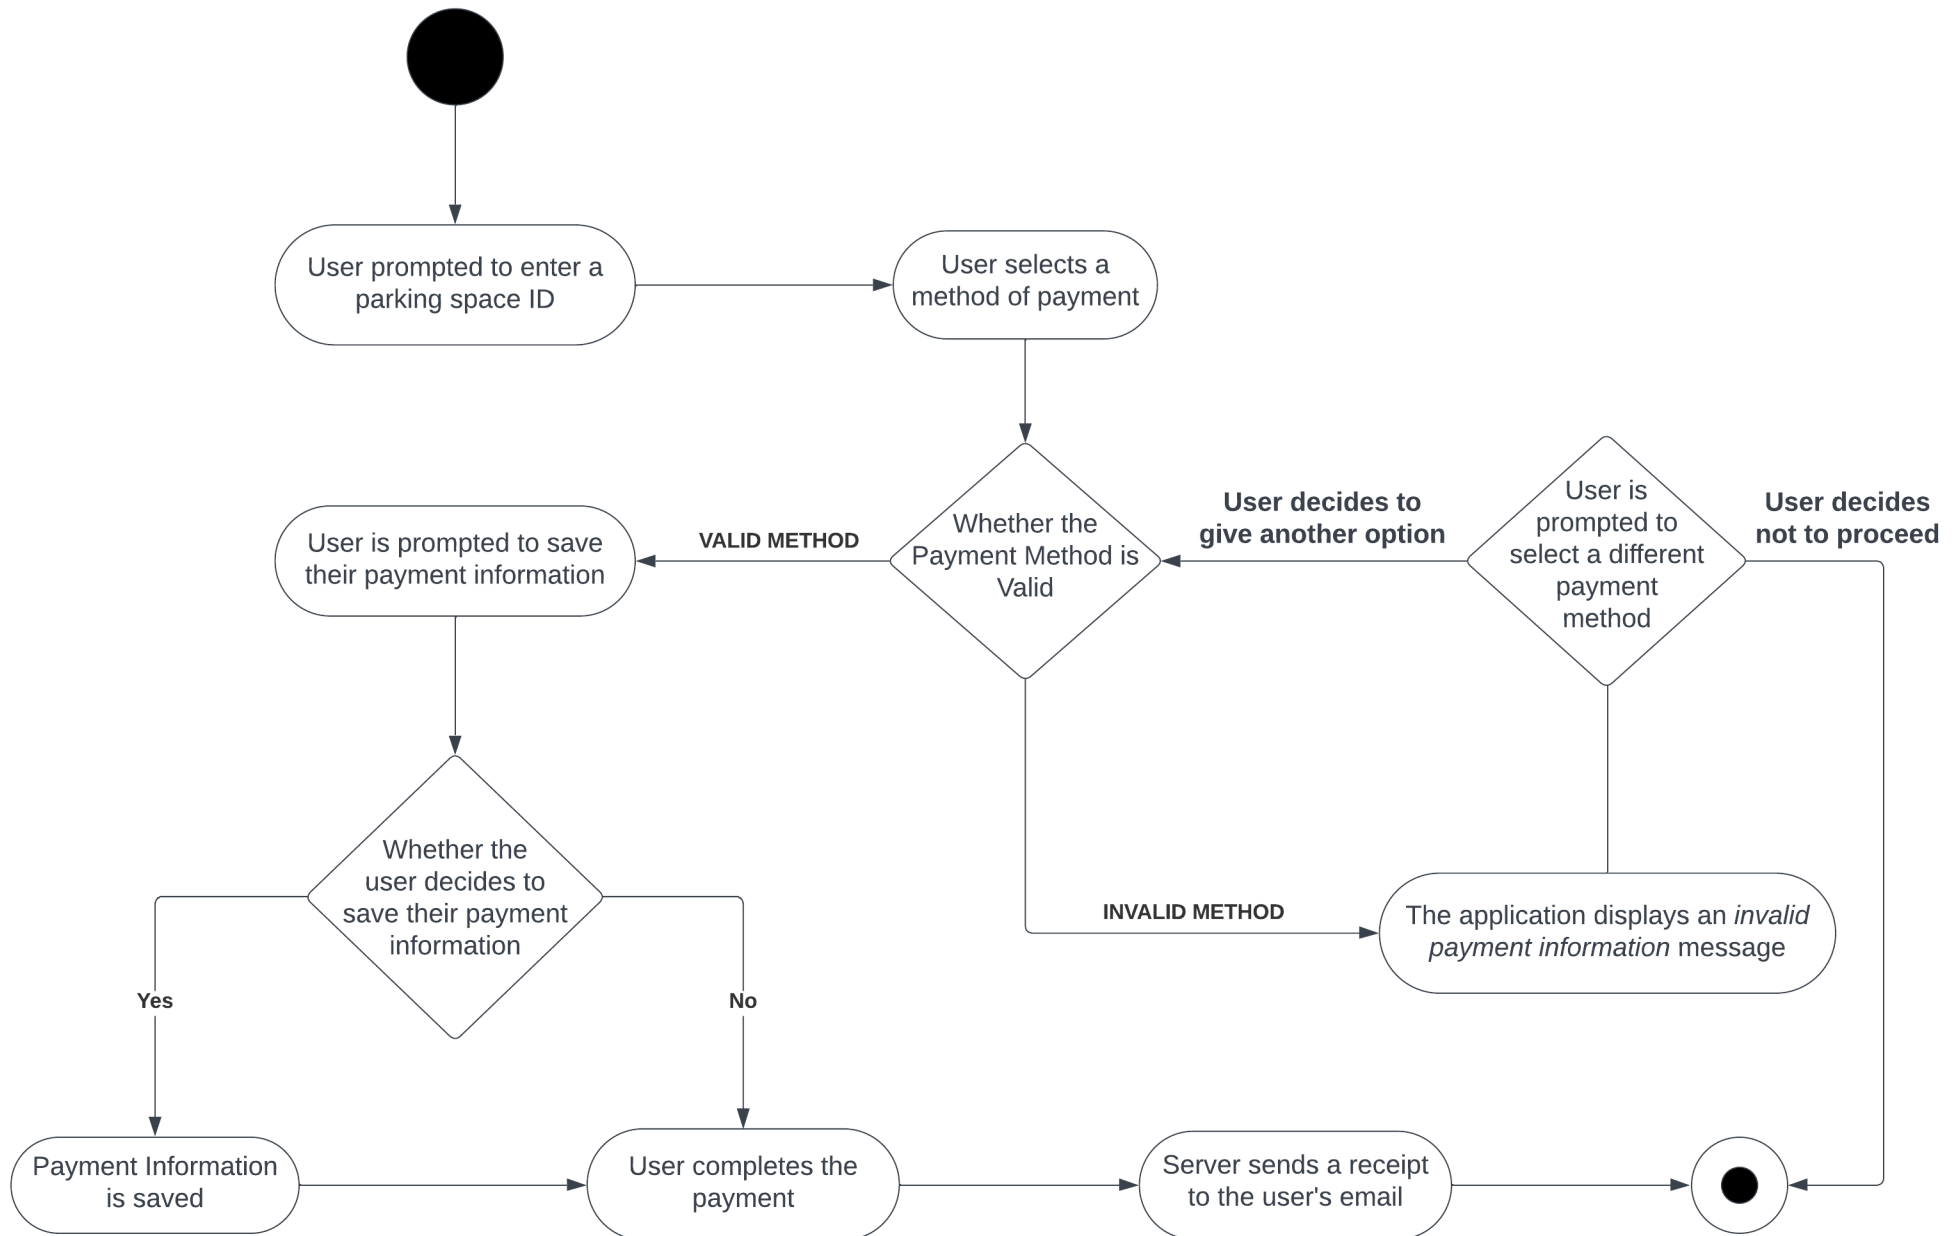 User prompted to enter a
parking space ID
User selects a
method of payment
Whether the
Payment Method is
Valid
VALID METHOD
User is prompted to save
their payment information
User decides to
give another option
User is
prompted to
select a different
payment
method
User decides
not to proceed
Whether the
user decides to
save their payment
information
INVALID METHOD
The application displays an invalid
payment information message
Yes
No
Payment Information
is saved
User completes the
payment
Server sends a receipt
to the user's email